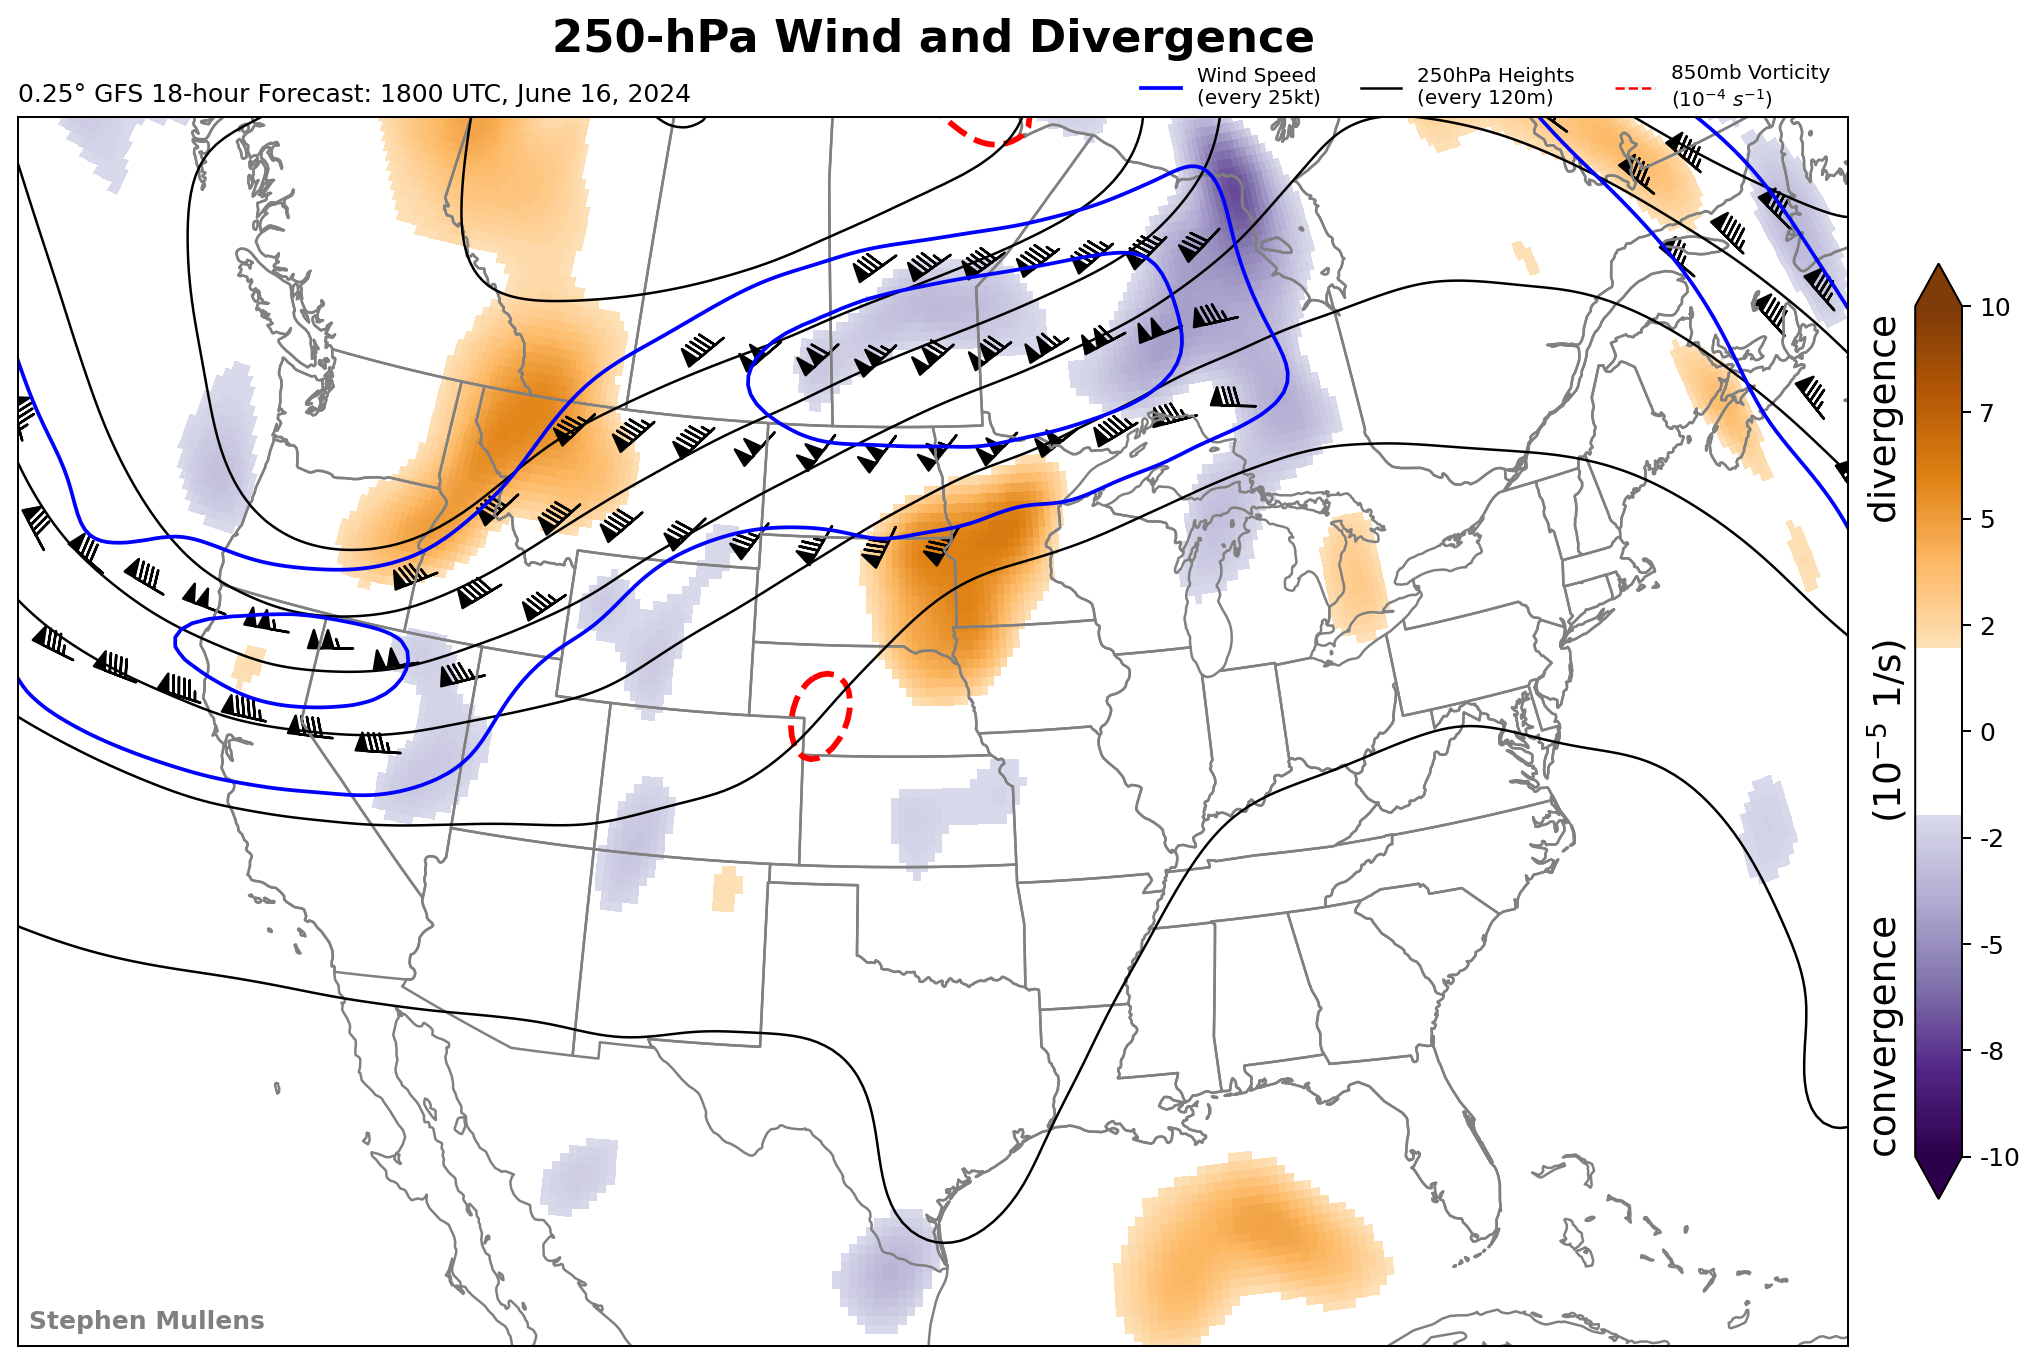 250-hPa Wind and Divergence
0.25° GFS 18-hour Forecast: 1800 UTC, June 16, 2024
Wind Speed
(every 25kt)
250hPa Heights
(every 120m)
850mb Vorticity
(10⁻⁴ s⁻¹)
10
7
5
2
0
-2
-5
-8
-10
convergence (10⁻⁵ 1/s) divergence
Stephen Mullens